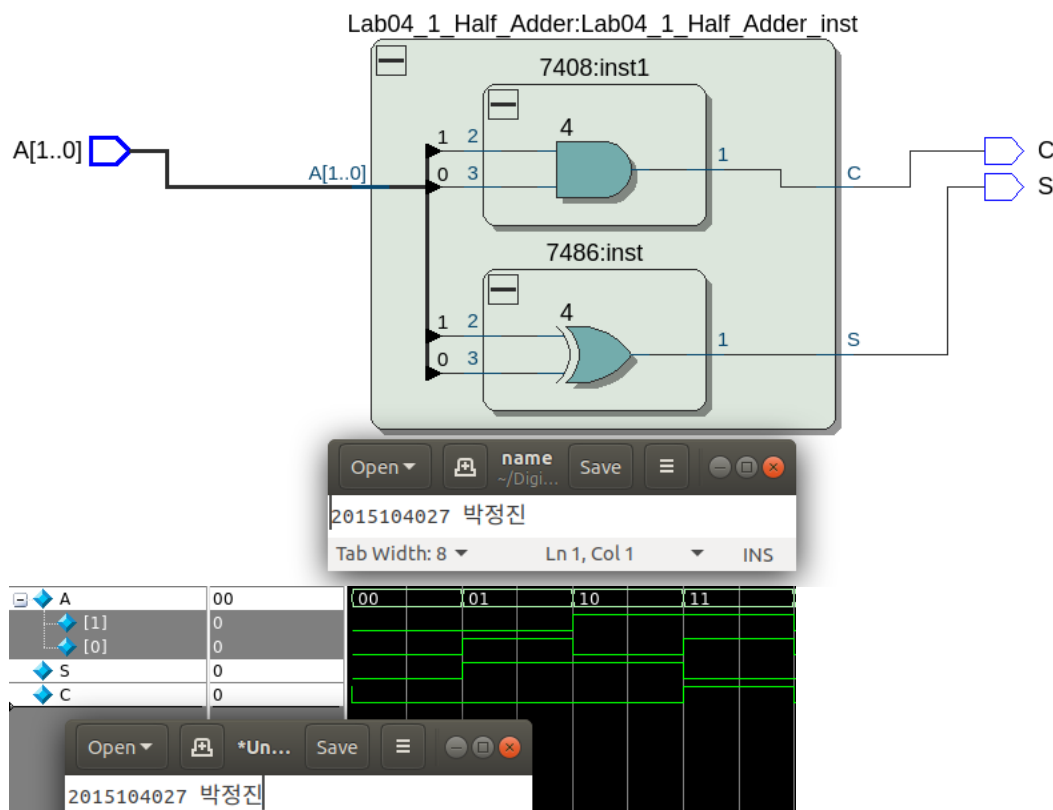 Lab04_1_Half_Adder:Lab04_1_Half_Adder_inst
7408:inst1
4
1 2
0 3
1
A[1..0]
A[1..0]
C
C
S
7486:inst
4
1 2
0 3
1
S
Open
name
~/Digi...
Save
2015104027 박정진
Tab Width: 8
Ln 1, Col 1
INS
A 00 00 01 10 11
[1] 0
[0] 0
S 0
C 0
Open
*Un...
Save
2015104027 박정진